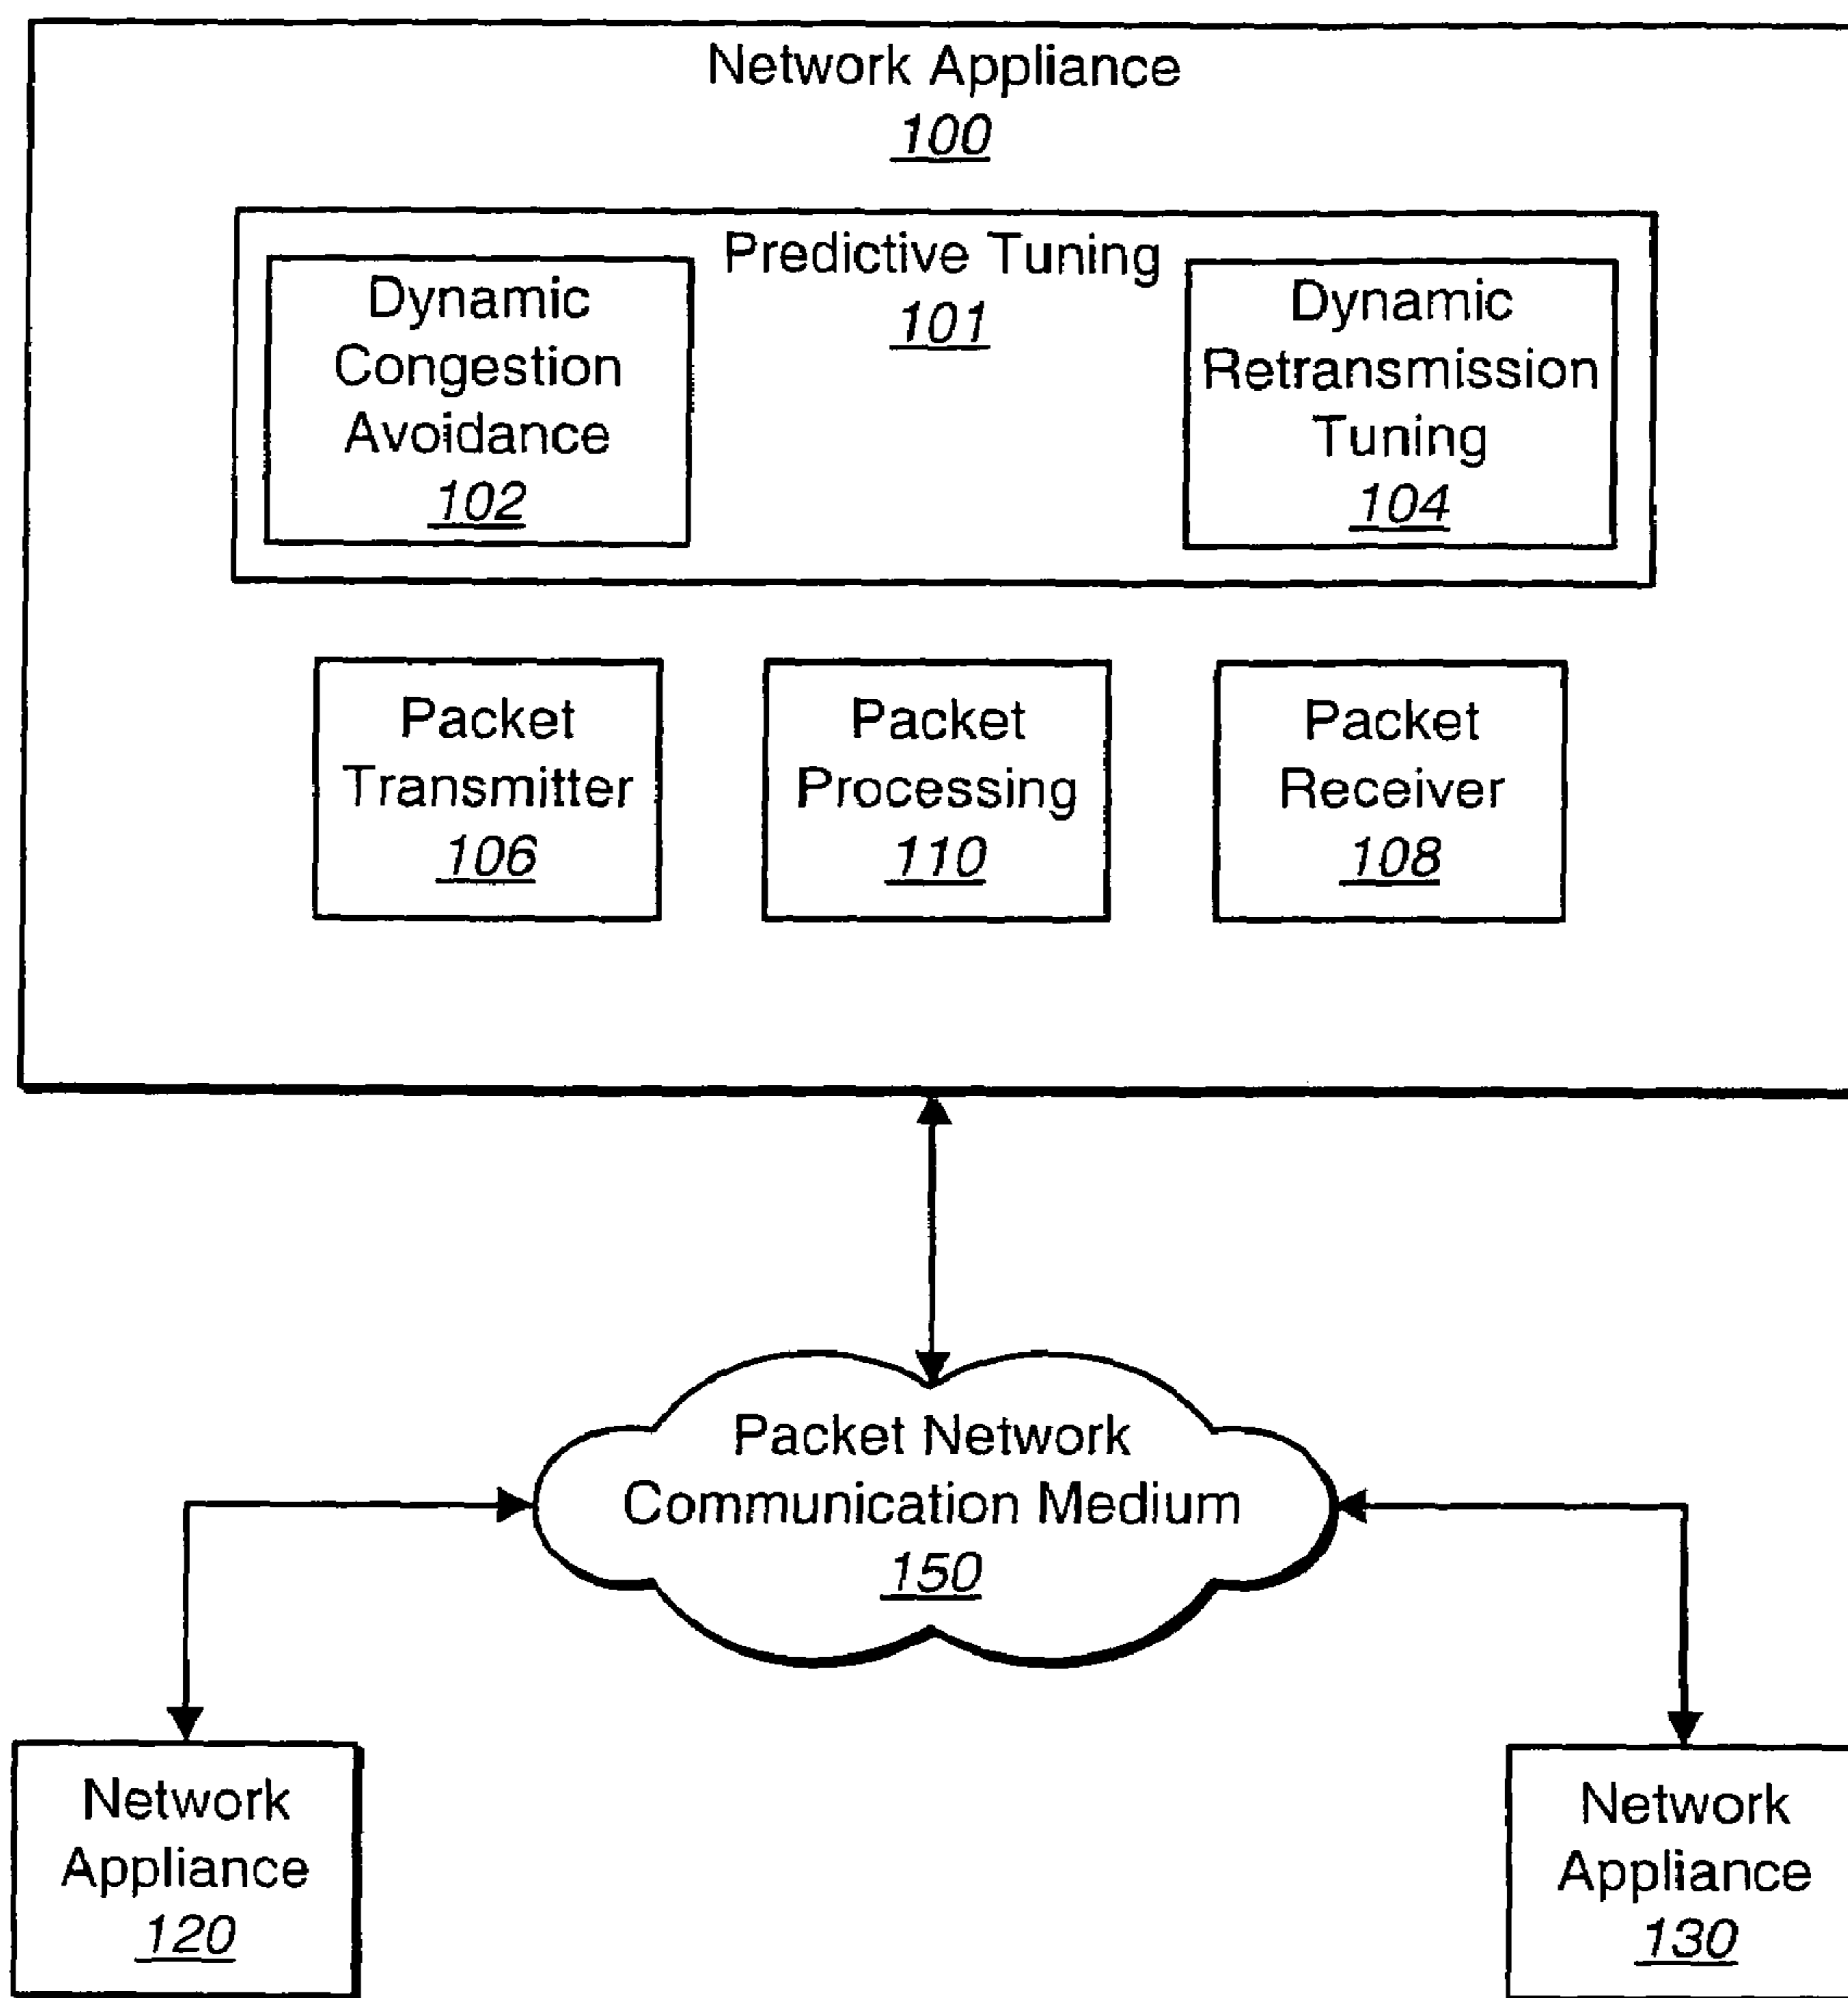 Network Appliance
100
Predictive Tuning
101
Dynamic
Congestion
Avoidance
102
Dynamic
Retransmission
Tuning
104
Packet
Transmitter
106
Packet
Processing
110
Packet
Receiver
108
Packet Network
Communication Medium
150
Network
Appliance
120
Network
Appliance
130